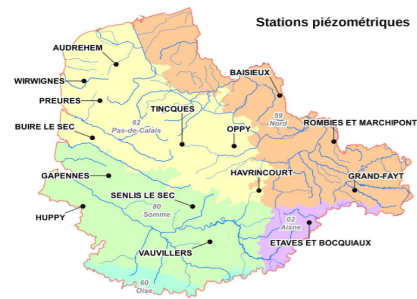 Stations piézométriques
AUDREHEM
BAISIEUX
WIRWIGNES
PREURES
TINCQUES
59
Nord
ROMBIES ET MARCHIPONT
62
Pas-de-Calais
BUIRE LE SEC
OPPY
GAPENNES
HAVRINCOURT
GRAND-FAYT
SENLIS LE SEC
80
Somme
HUPPY
02
Aisne
ETAVES ET BOCQUIAUX
VAUVILLERS
60
Oise